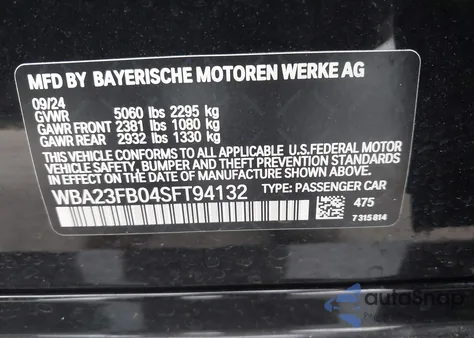 MFD BY BAYERISCHE MOTOREN WERKE AG
09/24
GVWR 5060 lbs 2295 kg
GAWR FRONT 2381 lbs 1080 kg
GAWR REAR 2932 lbs 1330 kg
THIS VEHICLE CONFORMS TO ALL APPLICABLE U.S.FEDERAL MOTOR
VEHICLE SAFETY, BUMPER AND THEFT PREVENTION STANDARDS
IN EFFECT ON THE DATE OF MANUFACTURE SHOWN ABOVE.
WBA23FB04SFT94132 TYPE: PASSENGER CAR
475
7 315 814
autoSnap